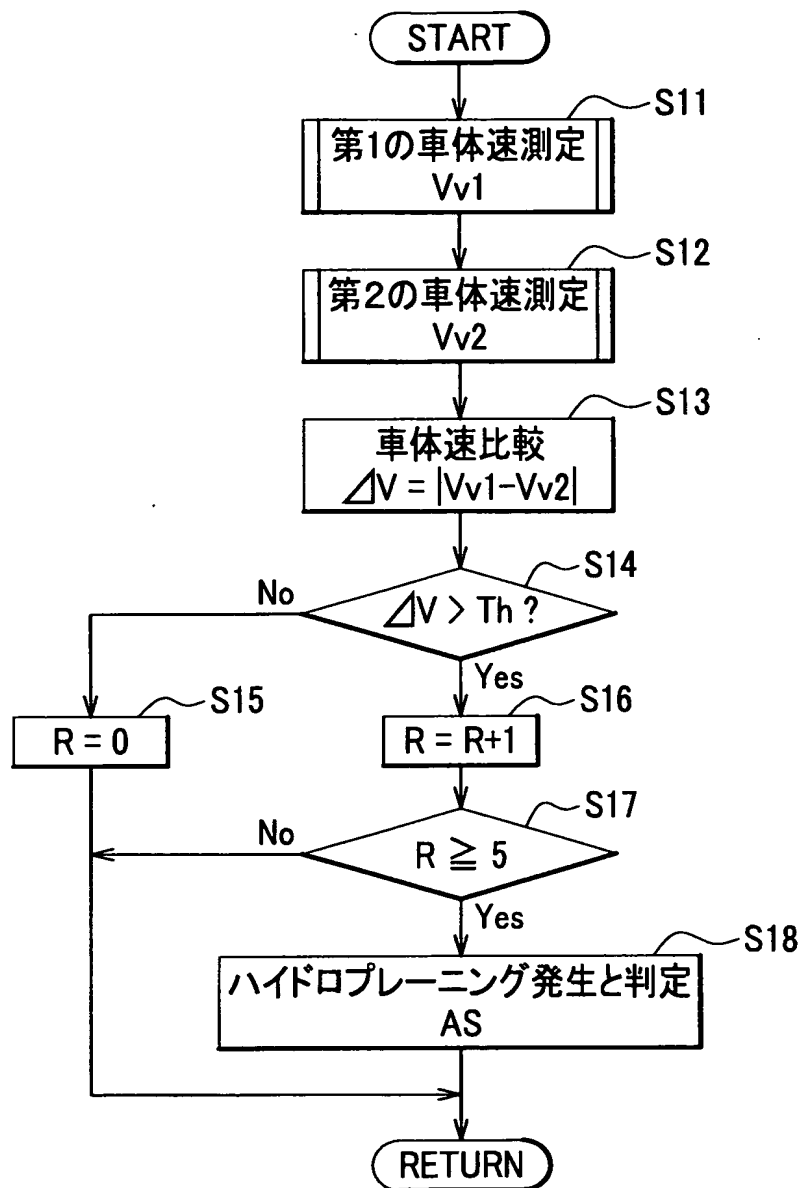 START
S11
第1の車体速測定
Vv1
S12
第2の車体速測定
Vv2
S13
車体速比較
⊿V = |Vv1-Vv2|
S14
⊿V > Th ?
No
Yes
S15
R = 0
S16
R = R+1
S17
R ≧ 5
No
Yes
S18
ハイドロプレーニング発生と判定
AS
RETURN